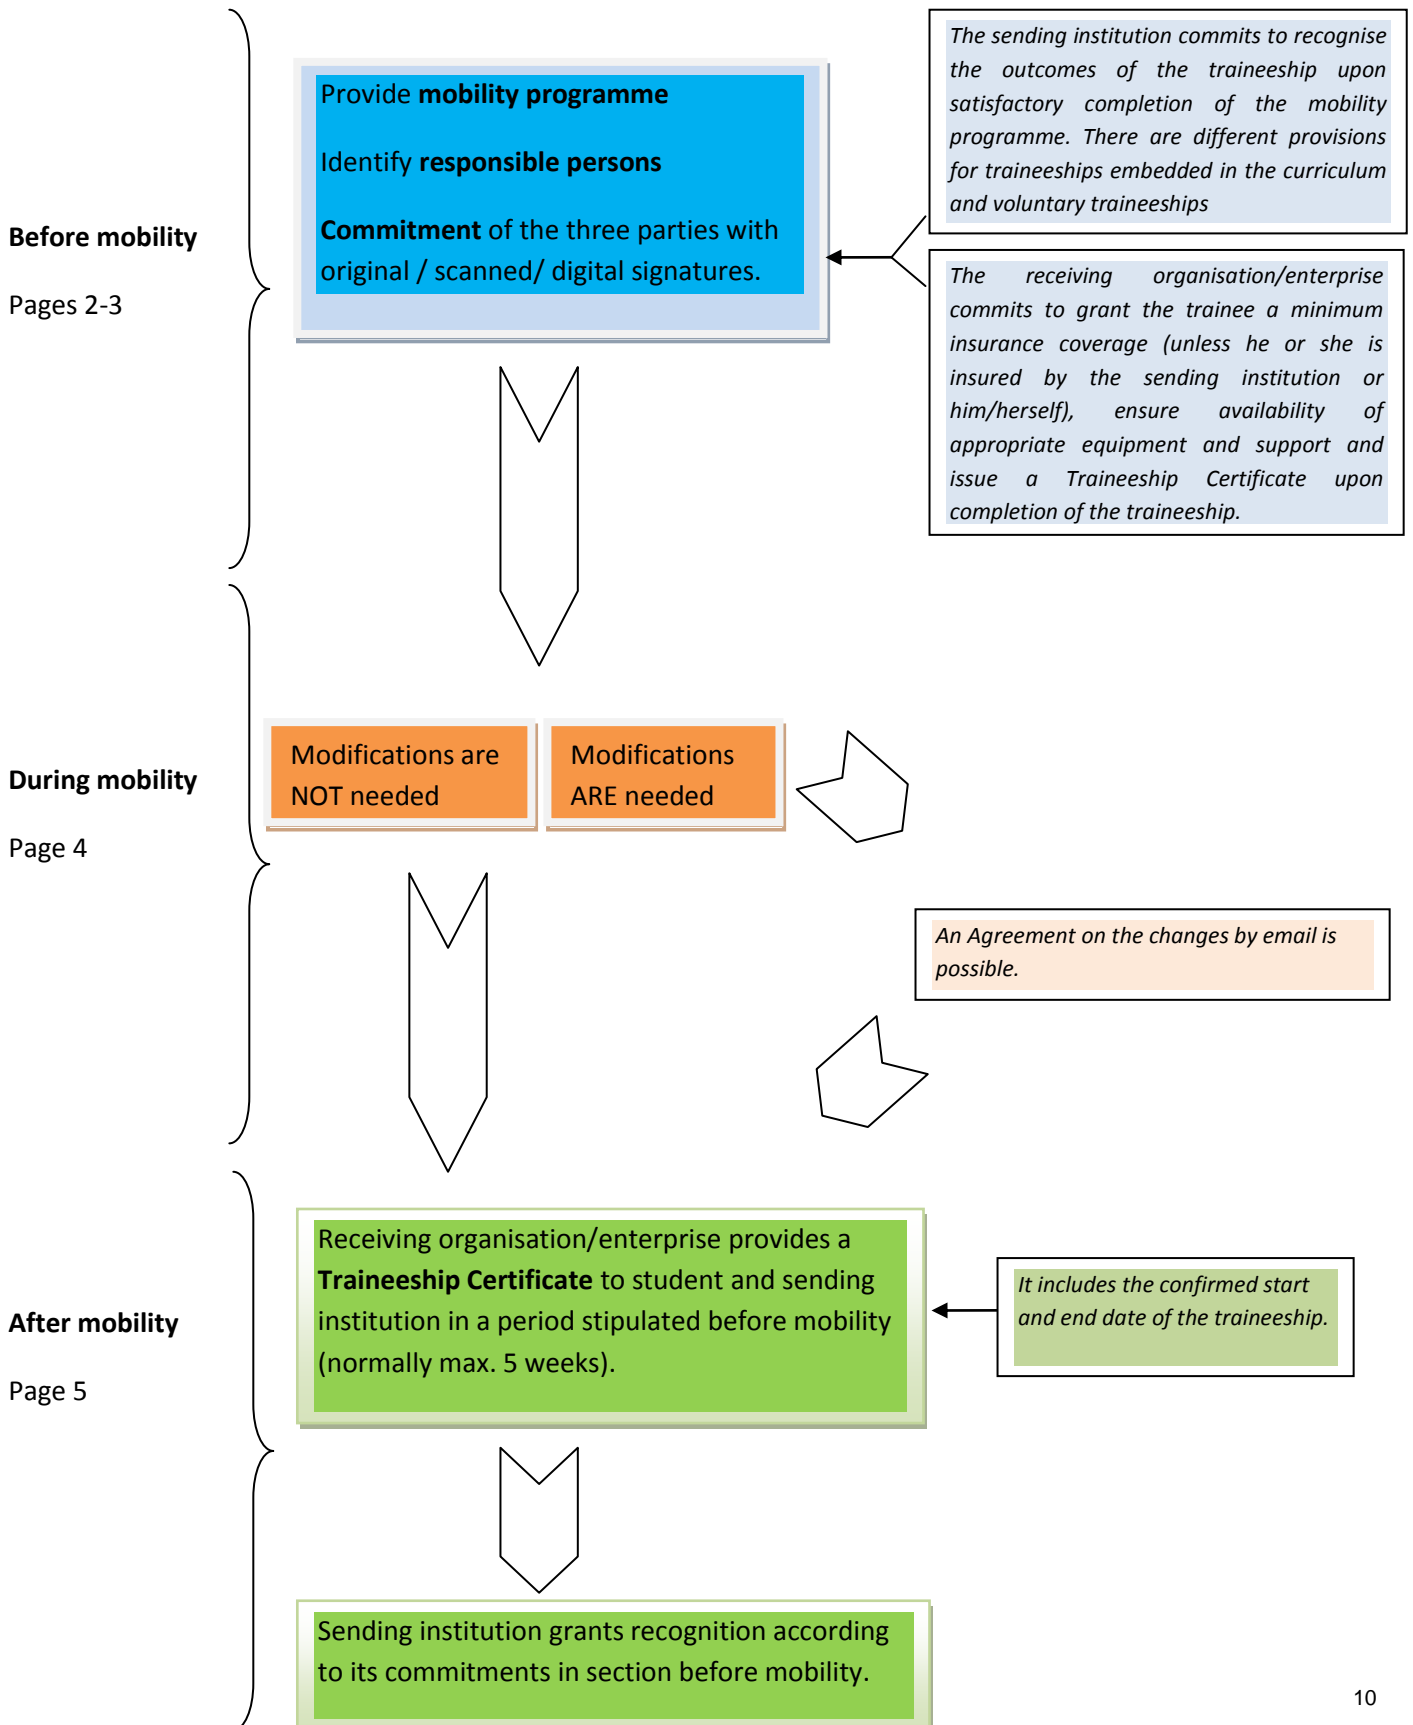 Before mobility
Pages 2-3
Provide mobility programme
Identify responsible persons
Commitment of the three parties with
original / scanned/ digital signatures.
The sending institution commits to recognise
the outcomes of the traineeship upon
satisfactory completion of the mobility
programme. There are different provisions
for traineeships embedded in the curriculum
and voluntary traineeships
The receiving organisation/enterprise
commits to grant the trainee a minimum
insurance coverage (unless he or she is
insured by the sending institution or
him/herself), ensure availability of
appropriate equipment and support and
issue a Traineeship Certificate upon
completion of the traineeship.
During mobility
Page 4
Modifications are
NOT needed
Modifications
ARE needed
An Agreement on the changes by email is
possible.
After mobility
Page 5
Receiving organisation/enterprise provides a
Traineeship Certificate to student and sending
institution in a period stipulated before mobility
(normally max. 5 weeks).
It includes the confirmed start
and end date of the traineeship.
Sending institution grants recognition according
to its commitments in section before mobility.
10